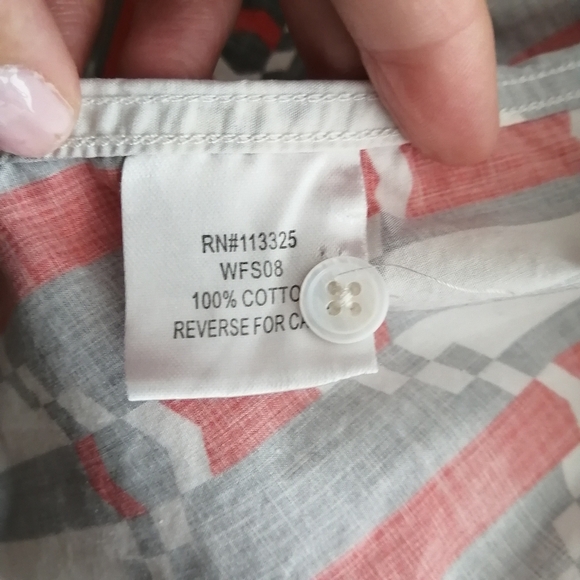 RN#113325
WFS08
100% COTTO
REVERSE FOR CA